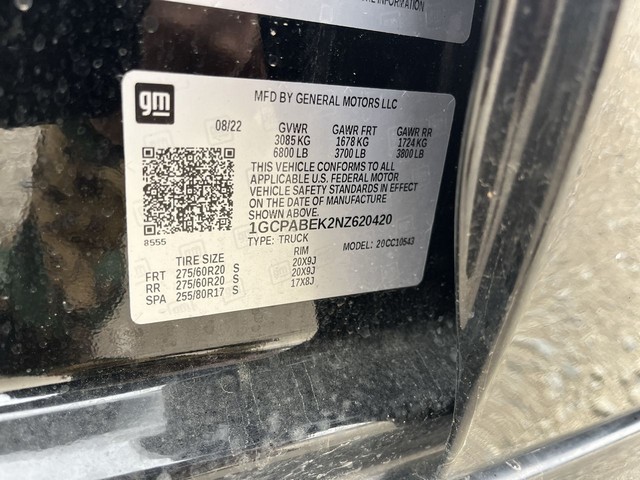 INFORMATION
gm
MFD BY GENERAL MOTORS LLC
08/22 GVWR GAWR FRT GAWR RR
3085 KG 1678 KG 1724 KG
6800 LB 3700 LB 3800 LB
THIS VEHICLE CONFORMS TO ALL
APPLICABLE U.S. FEDERAL MOTOR
VEHICLE SAFETY STANDARDS IN EFFECT
ON THE DATE OF MANUFACTURE
SHOWN ABOVE.
1GCPABEK2NZ620420
8555 TYPE: TRUCK MODEL: 20CC10543
TIRE SIZE RIM
FRT 275/60R20 S 20X9J
RR 275/60R20 S 20X9J
SPA 255/80R17 S 17X8J